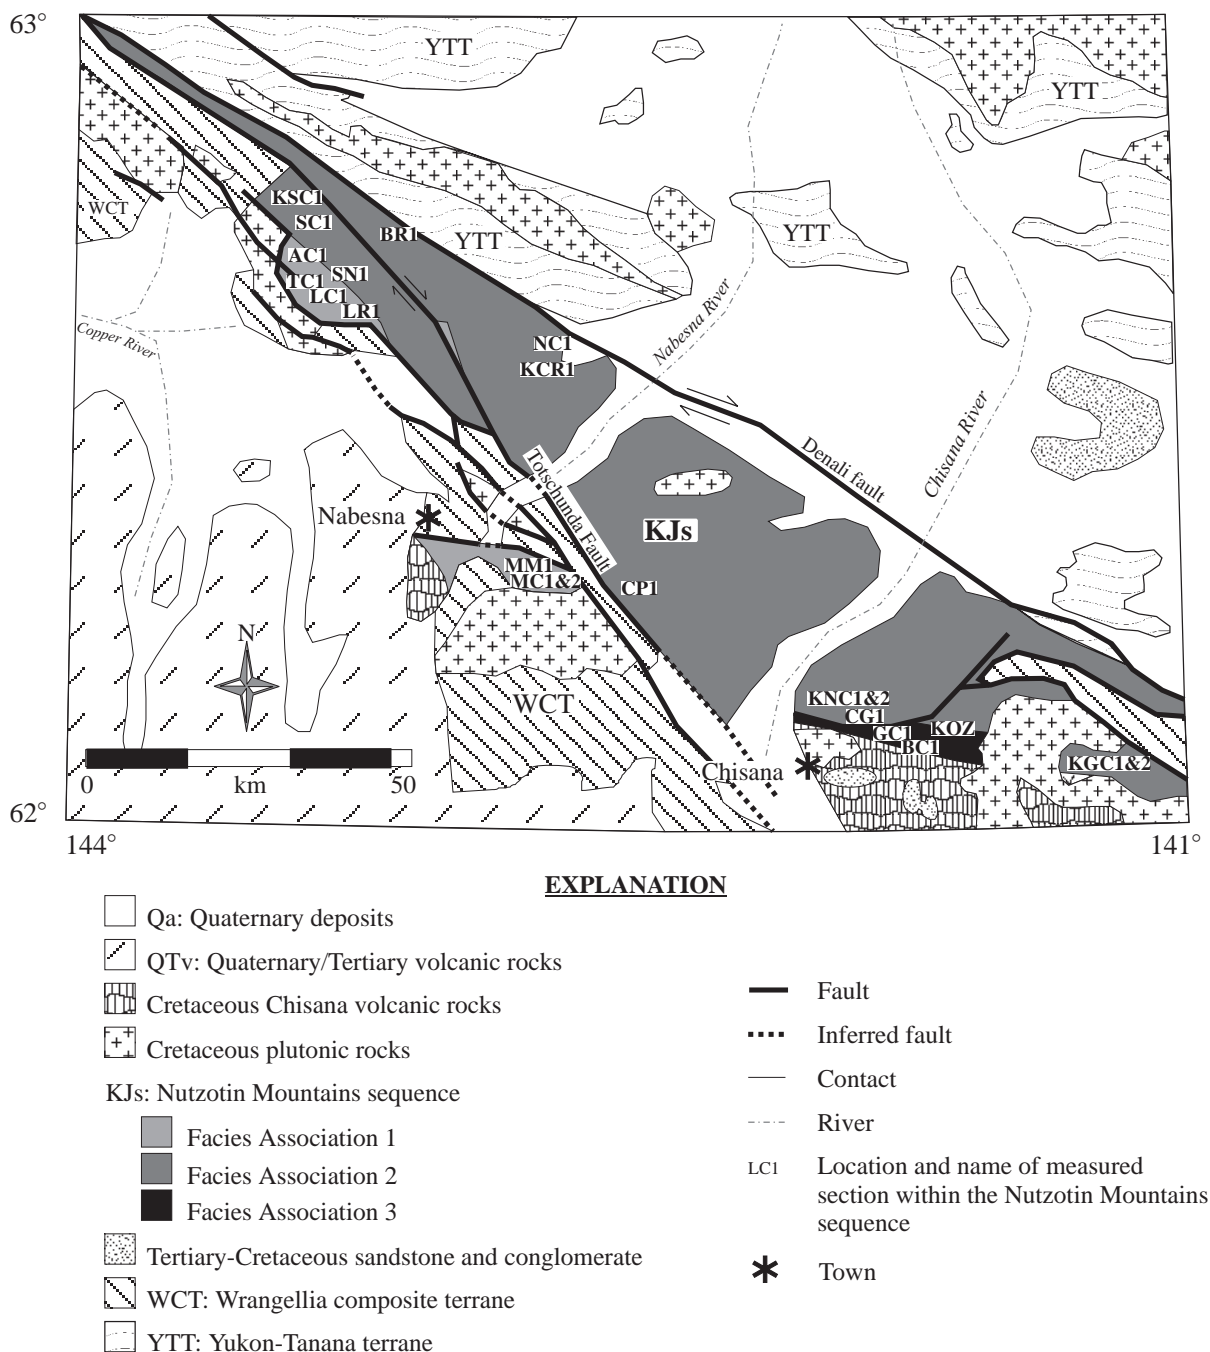 63°
YTT
YTT
WCT
KSC1
SC1
BR1
YTT
YTT
AC1
SN1
TC1
LC1
LR1
Copper River
Nabesna River
NC1
KCR1
Chisana River
Denali fault
Totschunda Fault
Nabesna
KJs
MM1
MC1&2
CP1
N
WCT
KNC1&2
CG1
GC1
KOZ
BC1
KGC1&2
Chisana
0 km 50
62°
144°
141°
EXPLANATION
Qa: Quaternary deposits
QTv: Quaternary/Tertiary volcanic rocks
Cretaceous Chisana volcanic rocks
Cretaceous plutonic rocks
KJs: Nutzotin Mountains sequence
Facies Association 1
Facies Association 2
Facies Association 3
Tertiary-Cretaceous sandstone and conglomerate
WCT: Wrangellia composite terrane
YTT: Yukon-Tanana terrane
Fault
Inferred fault
Contact
River
LC1 Location and name of measured
section within the Nutzotin Mountains
sequence
Town